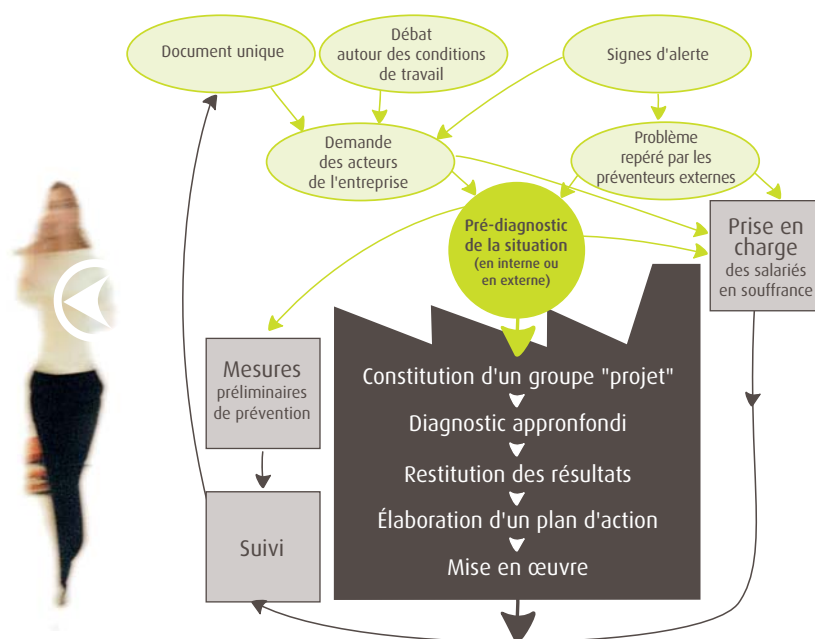 Document unique
Débat
autour des conditions
de travail
Signes d'alerte
Demande
des acteurs
de l'entreprise
Problème
repéré par les
préventeurs externes
Pré-diagnostic
de la situation
(en interne ou
en externe)
Prise en
charge
des salariés
en souffrance
Mesures
préliminaires
de prévention
Constitution d'un groupe "projet"
Diagnostic appronfondi
Restitution des résultats
Élaboration d'un plan d'action
Mise en œuvre
Suivi